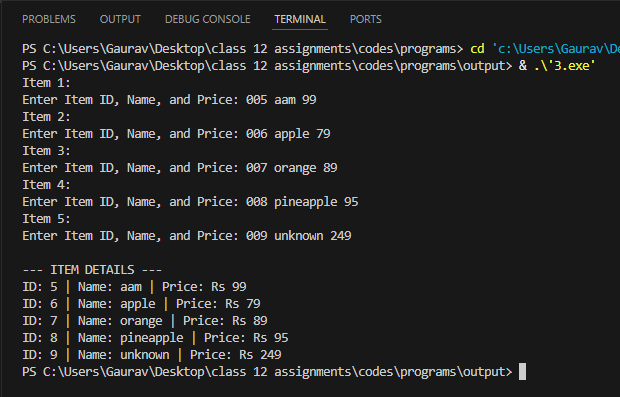 PROBLEMS OUTPUT DEBUG CONSOLE TERMINAL PORTS
PS C:\Users\Gaurav\Desktop\class 12 assignments\codes\programs> cd 'c:\Users\Gaurav\De
PS C:\Users\Gaurav\Desktop\class 12 assignments\codes\programs\output> & .\'3.exe'
Item 1:
Enter Item ID, Name, and Price: 005 aam 99
Item 2:
Enter Item ID, Name, and Price: 006 apple 79
Item 3:
Enter Item ID, Name, and Price: 007 orange 89
Item 4:
Enter Item ID, Name, and Price: 008 pineapple 95
Item 5:
Enter Item ID, Name, and Price: 009 unknown 249
--- ITEM DETAILS ---
ID: 5 | Name: aam | Price: Rs 99
ID: 6 | Name: apple | Price: Rs 79
ID: 7 | Name: orange | Price: Rs 89
ID: 8 | Name: pineapple | Price: Rs 95
ID: 9 | Name: unknown | Price: Rs 249
PS C:\Users\Gaurav\Desktop\class 12 assignments\codes\programs\output>